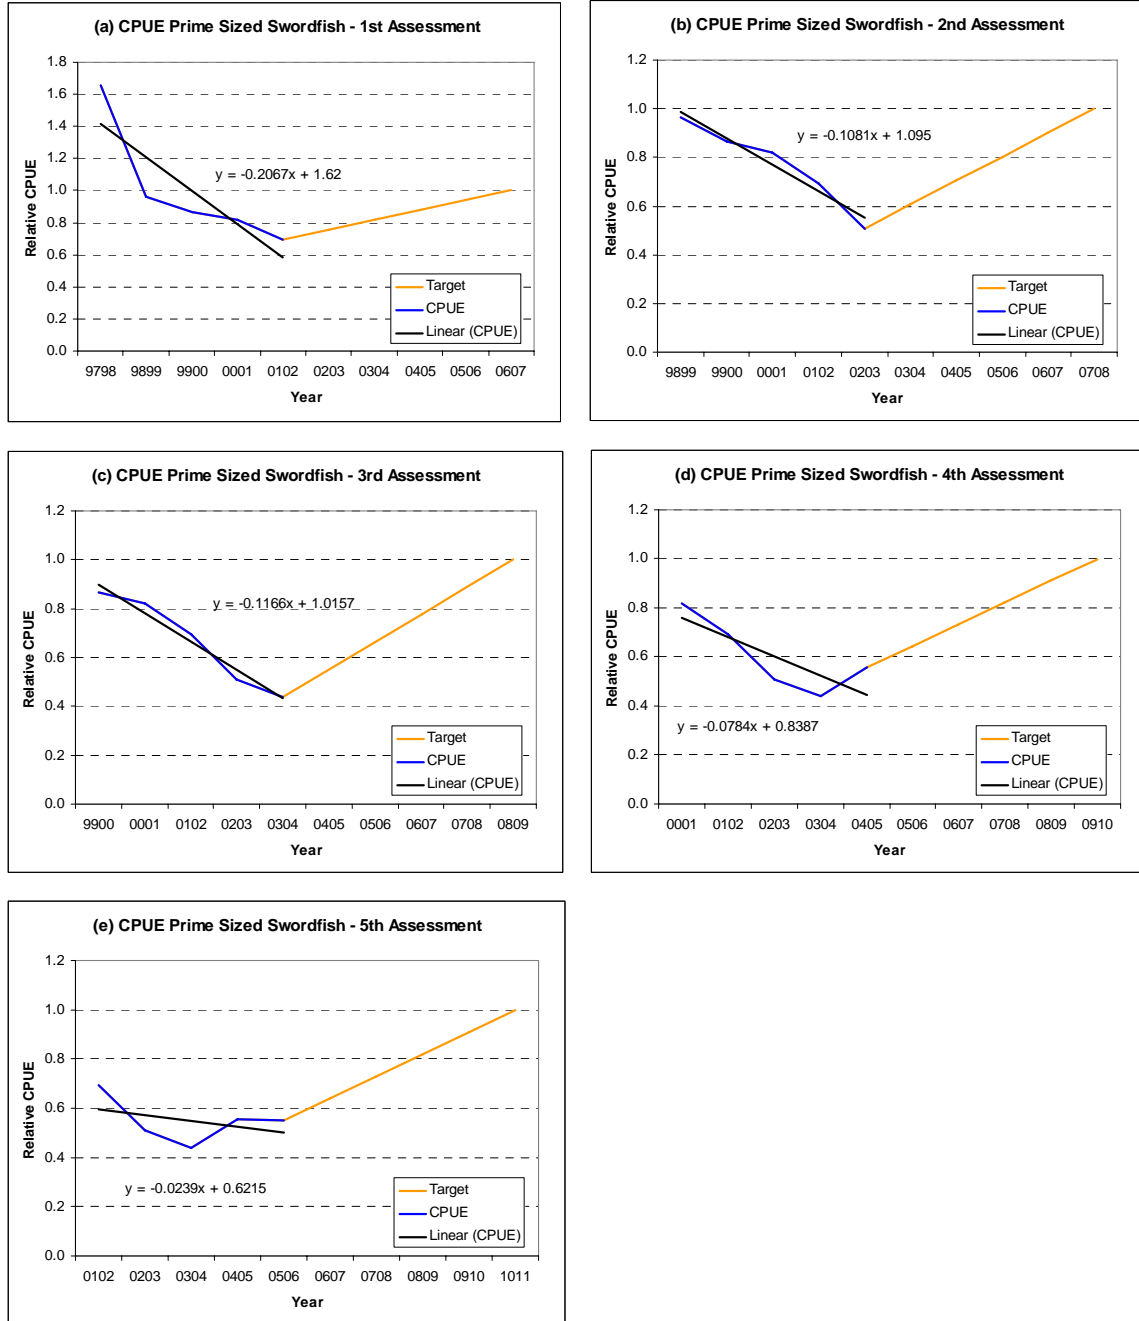 (a) CPUE Prime Sized Swordfish - 1st Assessment
Relative CPUE
1.8
1.6
1.4
1.2
1.0
0.8
0.6
0.4
0.2
0.0
y = -0.2067x + 1.62
Target
CPUE
Linear (CPUE)
9798 9899 9900 0001 0102 0203 0304 0405 0506 0607
Year
(b) CPUE Prime Sized Swordfish - 2nd Assessment
Relative CPUE
1.2
1.0
0.8
0.6
0.4
0.2
0.0
y = -0.1081x + 1.095
Target
CPUE
Linear (CPUE)
9899 9900 0001 0102 0203 0304 0405 0506 0607 0708
Year
(c) CPUE Prime Sized Swordfish - 3rd Assessment
Relative CPUE
1.2
1.0
0.8
0.6
0.4
0.2
0.0
y = -0.1166x + 1.0157
Target
CPUE
Linear (CPUE)
9900 0001 0102 0203 0304 0405 0506 0607 0708 0809
Year
(d) CPUE Prime Sized Swordfish - 4th Assessment
Relative CPUE
1.2
1.0
0.8
0.6
0.4
0.2
0.0
y = -0.0784x + 0.8387
Target
CPUE
Linear (CPUE)
0001 0102 0203 0304 0405 0506 0607 0708 0809 0910
Year
(e) CPUE Prime Sized Swordfish - 5th Assessment
Relative CPUE
1.2
1.0
0.8
0.6
0.4
0.2
0.0
y = -0.0239x + 0.6215
Target
CPUE
Linear (CPUE)
0102 0203 0304 0405 0506 0607 0708 0809 0910 1011
Year